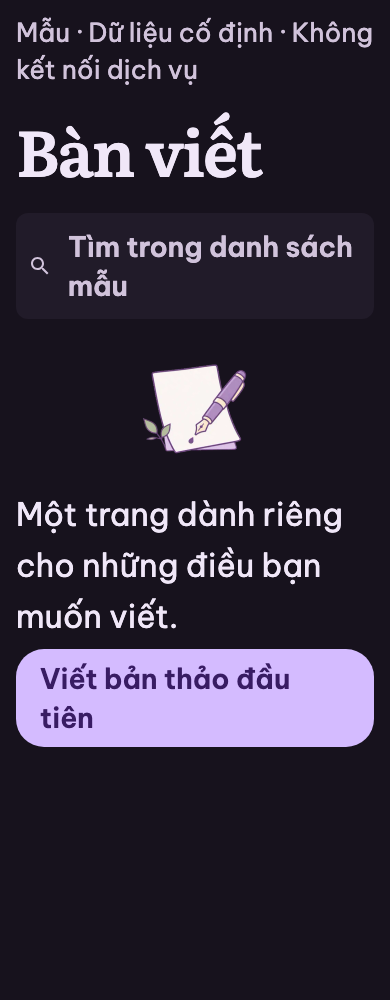 Mẫu · Dữ liệu cố định · Không
kết nối dịch vụ
Bàn viết
Tìm trong danh sách
mẫu
Một trang dành riêng
cho những điều bạn
muốn viết.
Viết bản thảo đầu
tiên